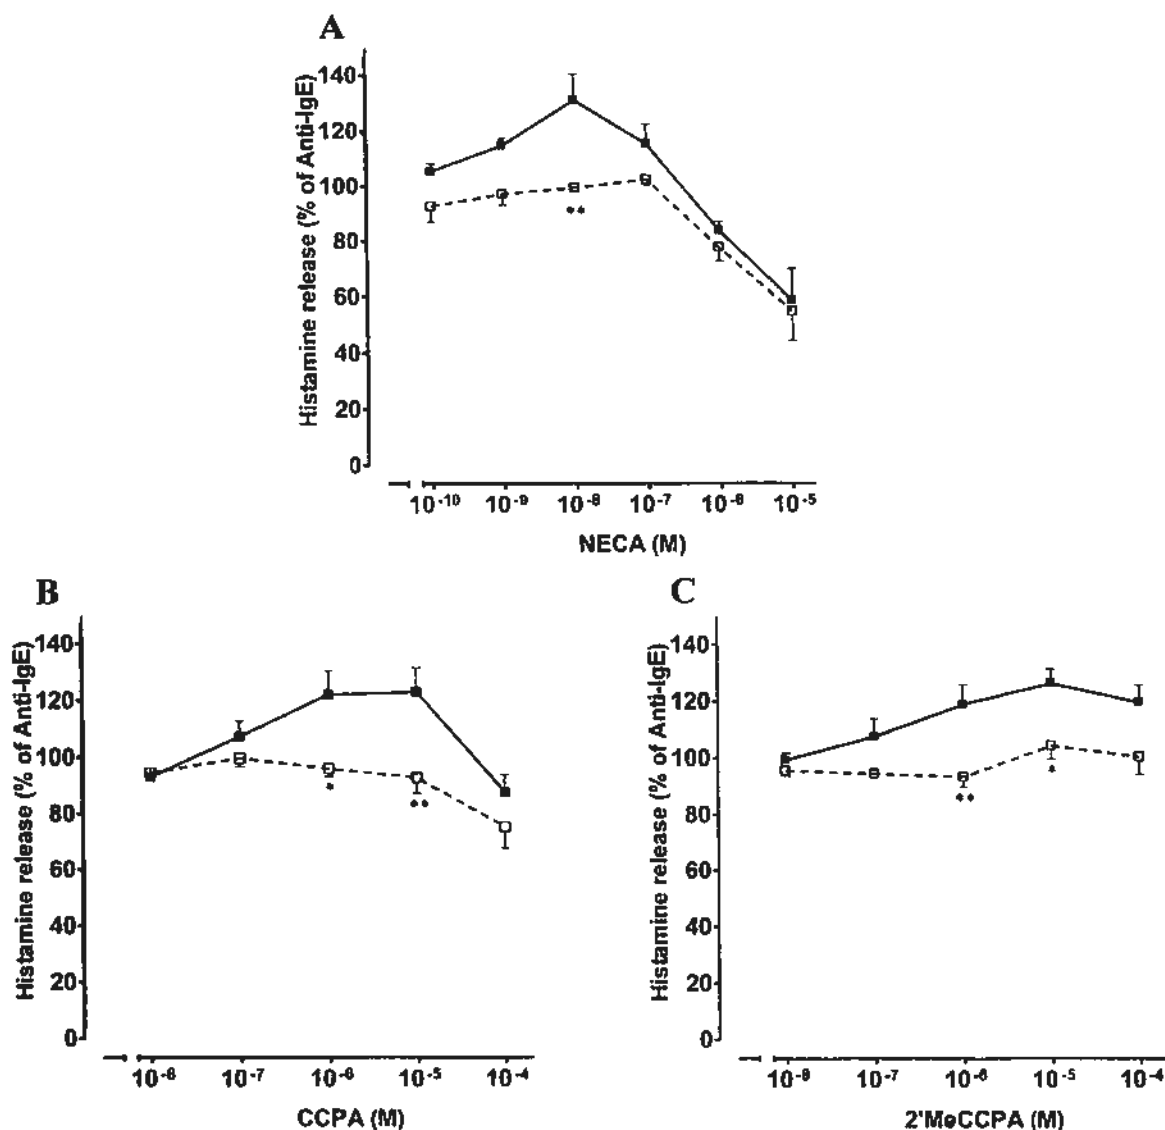 A
Histamine release (% of Anti-IgE)
140
120
100
80
60
40
20
0
10-10 10-9 10-8 10-7 10-6 10-5
NECA (M)
**
B
Histamine release (% of Anti-IgE)
140
120
100
80
60
40
20
0
*
**
10-8 10-7 10-6 10-5 10-4
CCPA (M)
C
Histamine release (% of Anti-IgE)
140
120
100
80
60
40
20
0
**
*
10-8 10-7 10-6 10-5 10-4
2'MeCCPA (M)